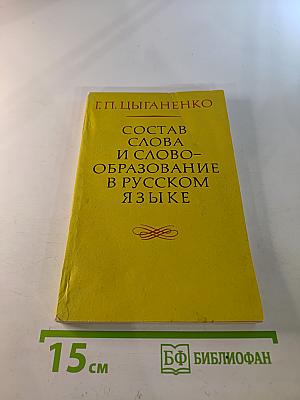 Г. П. ЦЫГАНЕНКО
СОСТАВ
СЛОВА
И СЛОВО-
ОБРАЗОВАНИЕ
В РУССКОМ
ЯЗЫКЕ
15 см
БФ БИБЛИОФАН